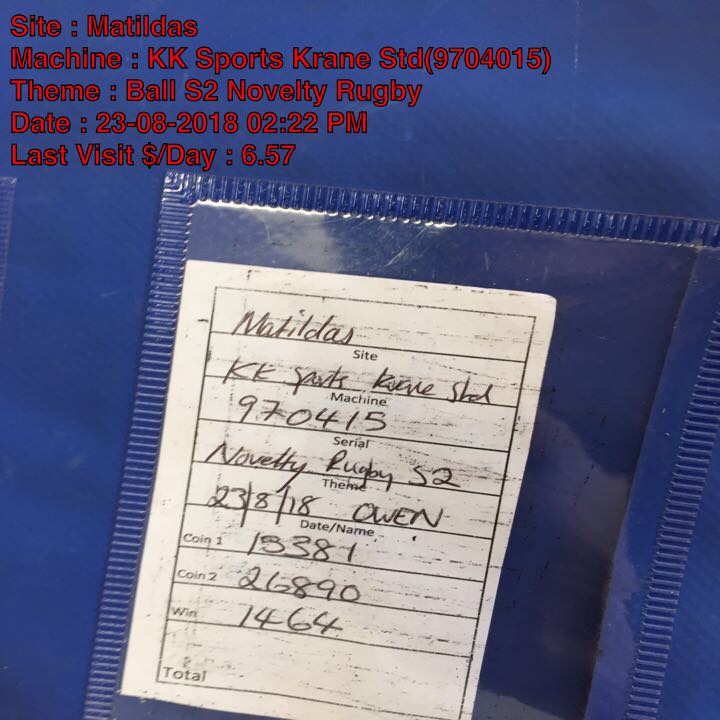 Site : Matildas
Machine : KK Sports Krane Std(9704015)
Theme : Ball S2 Novelty Rugby
Date : 23-08-2018 02:22 PM
Last Visit $/Day : 6.57
Matildas
Site
KK Sports Krane Std
Machine
970415
Serial
Novelty Rugby S2
Theme
23/8/18 OWEN
Date/Name
Coin 1 15381
Coin 2 26890
Win 1464
Total